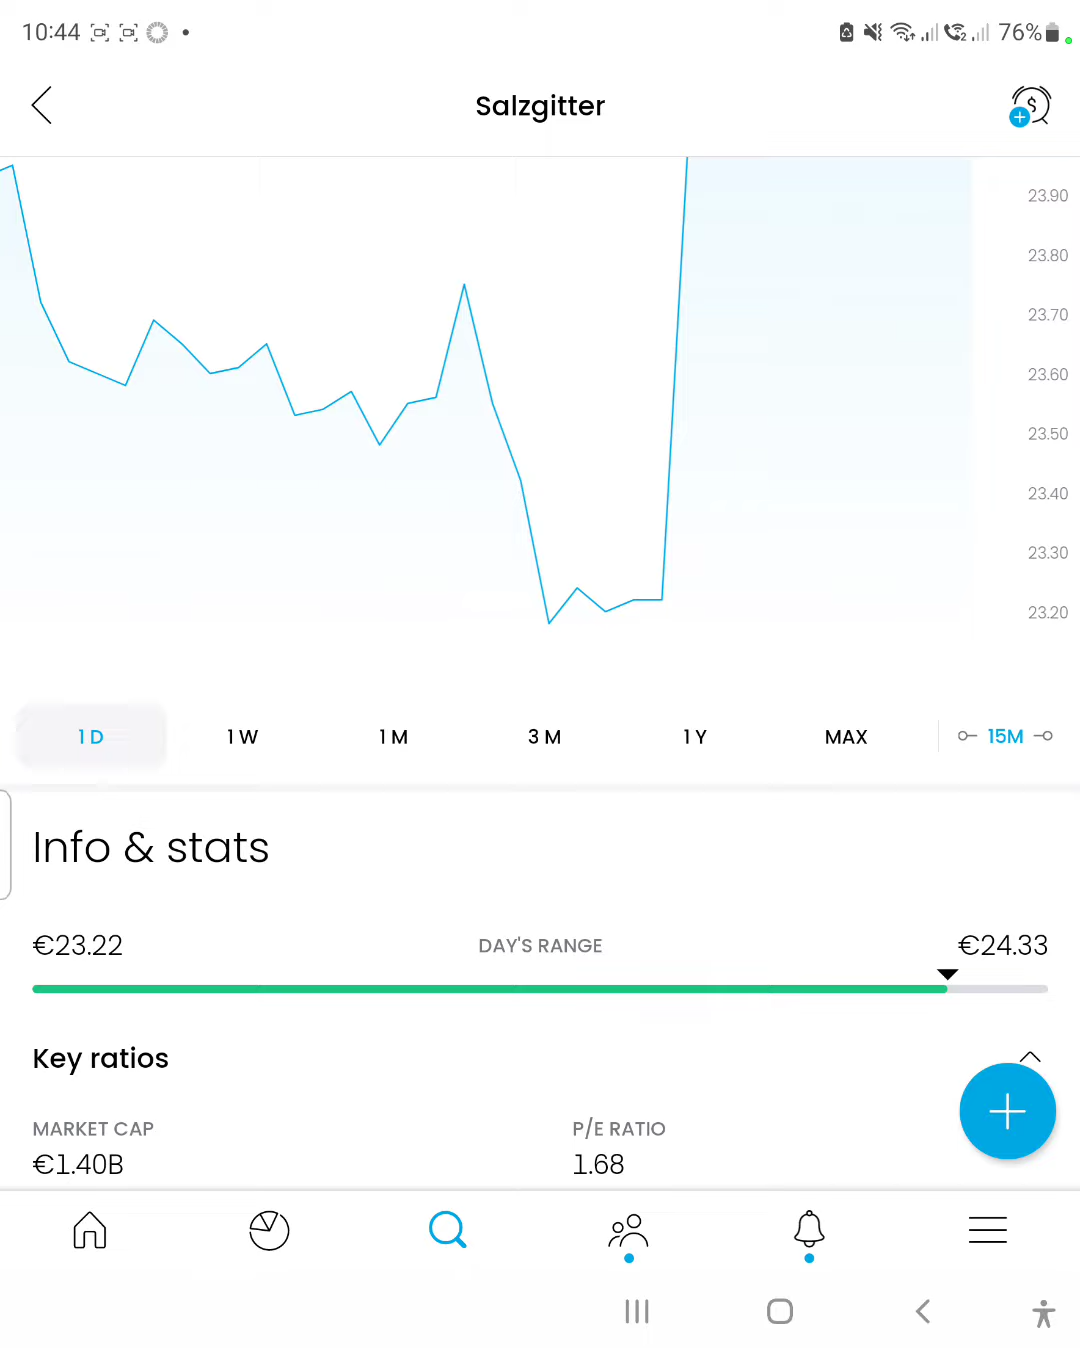 10:44
76%
Salzgitter
23.90
23.80
23.70
23.60
23.50
23.40
23.30
23.20
1 D 1 W 1 M 3 M 1 Y MAX 15M
Info & stats
€23.22 DAY'S RANGE €24.33
Key ratios
MARKET CAP P/E RATIO
€1.40B 1.68